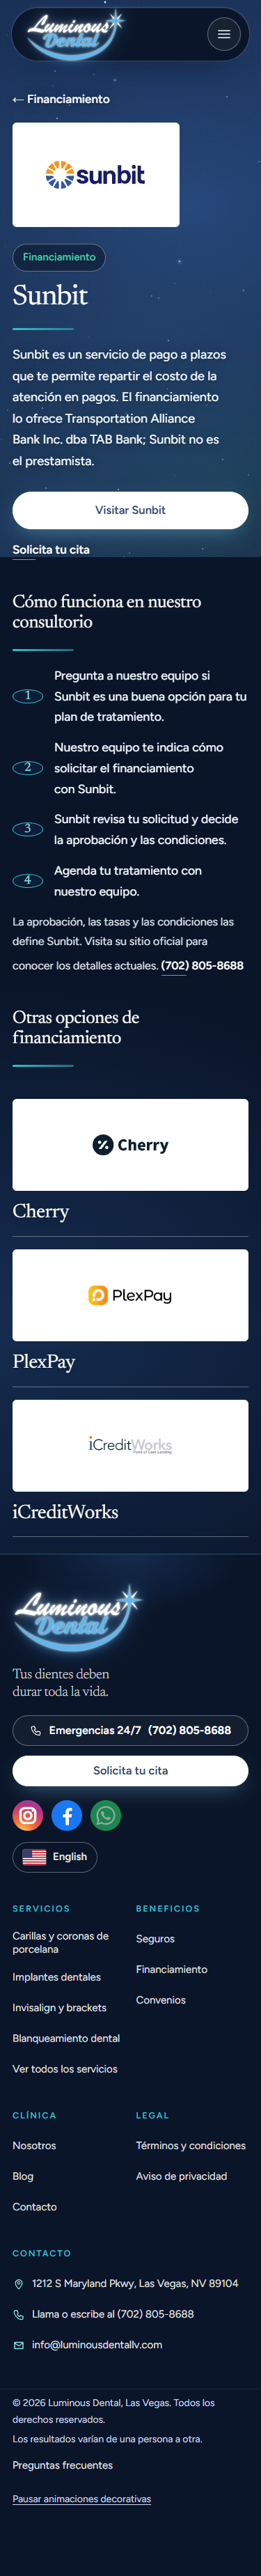 Luminous
Dental
← Financiamiento
sunbit
Financiamiento
Sunbit
Sunbit es un servicio de pago a plazos
que te permite repartir el costo de la
atención en pagos. El financiamiento
lo ofrece Transportation Alliance
Bank Inc. dba TAB Bank; Sunbit no es
el prestamista.
Visitar Sunbit
Solicita tu cita
Cómo funciona en nuestro
consultorio
1
Pregunta a nuestro equipo si
Sunbit es una buena opción para tu
plan de tratamiento.
2
Nuestro equipo te indica cómo
solicitar el financiamiento
con Sunbit.
3
Sunbit revisa tu solicitud y decide
la aprobación y las condiciones.
4
Agenda tu tratamiento con
nuestro equipo.
La aprobación, las tasas y las condiciones las
define Sunbit. Visita su sitio oficial para
conocer los detalles actuales. (702) 805-8688
Otras opciones de
financiamiento
Cherry
Cherry
PlexPay
PlexPay
iCreditWorks
iCreditWorks
Luminous
Dental
Tus dientes deben
durar toda la vida.
Emergencias 24/7 (702) 805-8688
Solicita tu cita
English
SERVICIOS
Carillas y coronas de
porcelana
Implantes dentales
Invisalign y brackets
Blanqueamiento dental
Ver todos los servicios
BENEFICIOS
Seguros
Financiamiento
Convenios
CLÍNICA
Nosotros
Blog
Contacto
LEGAL
Términos y condiciones
Aviso de privacidad
CONTACTO
1212 S Maryland Pkwy, Las Vegas, NV 89104
Llama o escribe al (702) 805-8688
info@luminousdentallv.com
© 2026 Luminous Dental, Las Vegas. Todos los
derechos reservados.
Los resultados varían de una persona a otra.
Preguntas frecuentes
Pausar animaciones decorativas